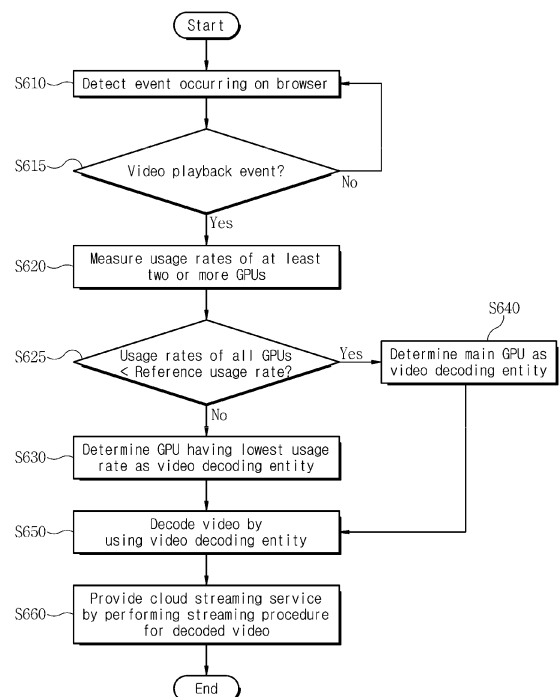 Start
S610
Detect event occurring on browser
S615
Video playback event?
No
Yes
S620
Measure usage rates of at least
two or more GPUs
S640
S625
Usage rates of all GPUs
< Reference usage rate?
Yes
Determine main GPU as
video decoding entity
No
S630
Determine GPU having lowest usage
rate as video decoding entity
S650
Decode video by
using video decoding entity
S660
Provide cloud streaming service
by performing streaming procedure
for decoded video
End